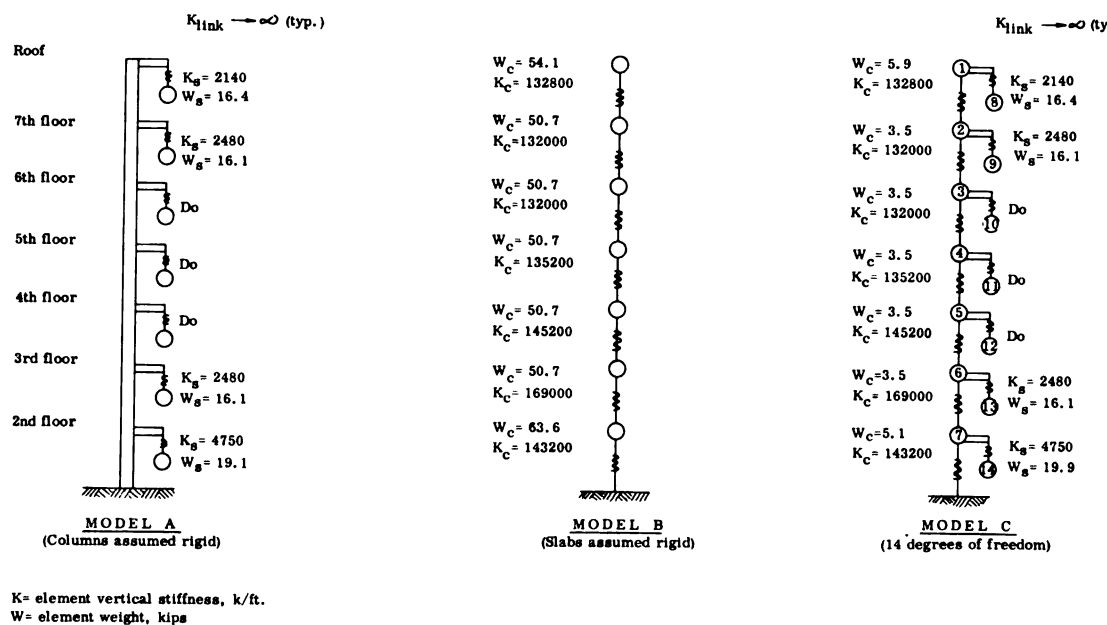 K_link → ∞ (typ.)
Roof
K_s = 2140
W_s = 16.4
7th floor
K_s = 2480
W_s = 16.1
6th floor
Do
5th floor
Do
4th floor
Do
3rd floor
K_s = 2480
W_s = 16.1
2nd floor
K_s = 4750
W_s = 19.1
MODEL A
(Columns assumed rigid)
W_c = 54.1
K_c = 132800
W_c = 50.7
K_c =132000
W_c = 50.7
K_c = 132000
W_c = 50.7
K_c = 135200
W_c = 50.7
K_c = 145200
W_c = 50.7
K_c = 169000
W_c = 63.6
K_c = 143200
MODEL B
(Slabs assumed rigid)
K_link → ∞ (ty
W_c = 5.9
K_c = 132800
1
K_s = 2140
W_s = 16.4
8
W_c = 3.5
K_c = 132000
2
K_s = 2480
W_s = 16.1
9
W_c = 3.5
K_c = 132000
3
Do
10
W_c = 3.5
K_c = 135200
4
Do
11
W_c = 3.5
K_c = 145200
5
Do
12
W_c =3.5
K_c = 169000
6
K_s = 2480
W_s = 16.1
13
W_c= 5.1
K_c = 143200
7
K_s = 4750
W_s = 19.9
14
MODEL C
(14 degrees of freedom)
K= element vertical stiffness, k/ft.
W= element weight, kips